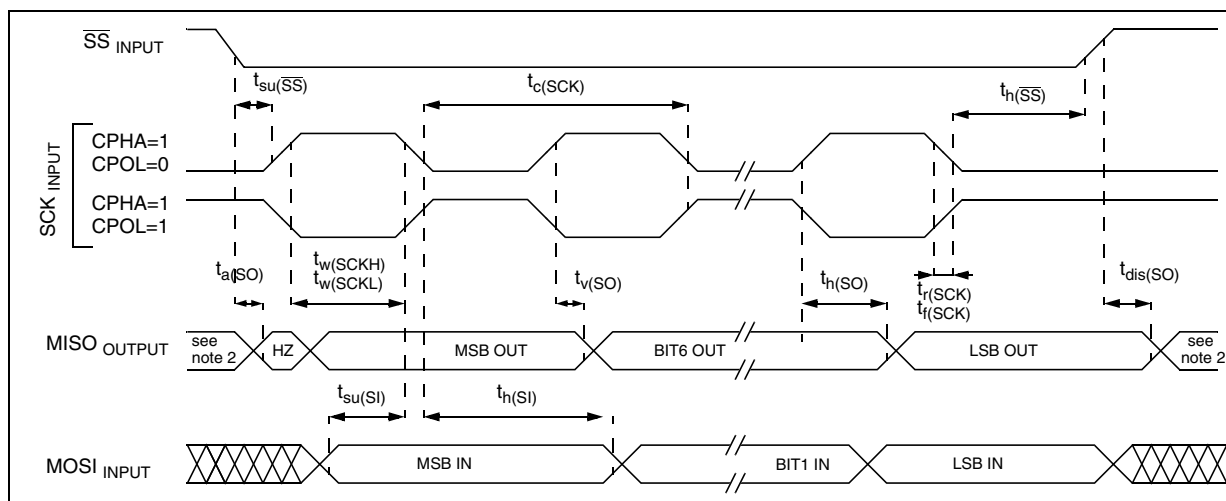 SS INPUT
tsu(SS)
tc(SCK)
th(SS)
SCK INPUT
CPHA=1
CPOL=0
CPHA=1
CPOL=1
ta(SO)
tw(SCKH)
tw(SCKL)
tv(SO)
th(SO)
tr(SCK)
tf(SCK)
tdis(SO)
MISO OUTPUT
see
note 2
HZ
MSB OUT
BIT6 OUT
LSB OUT
see
note 2
tsu(SI)
th(SI)
MOSI INPUT
MSB IN
BIT1 IN
LSB IN